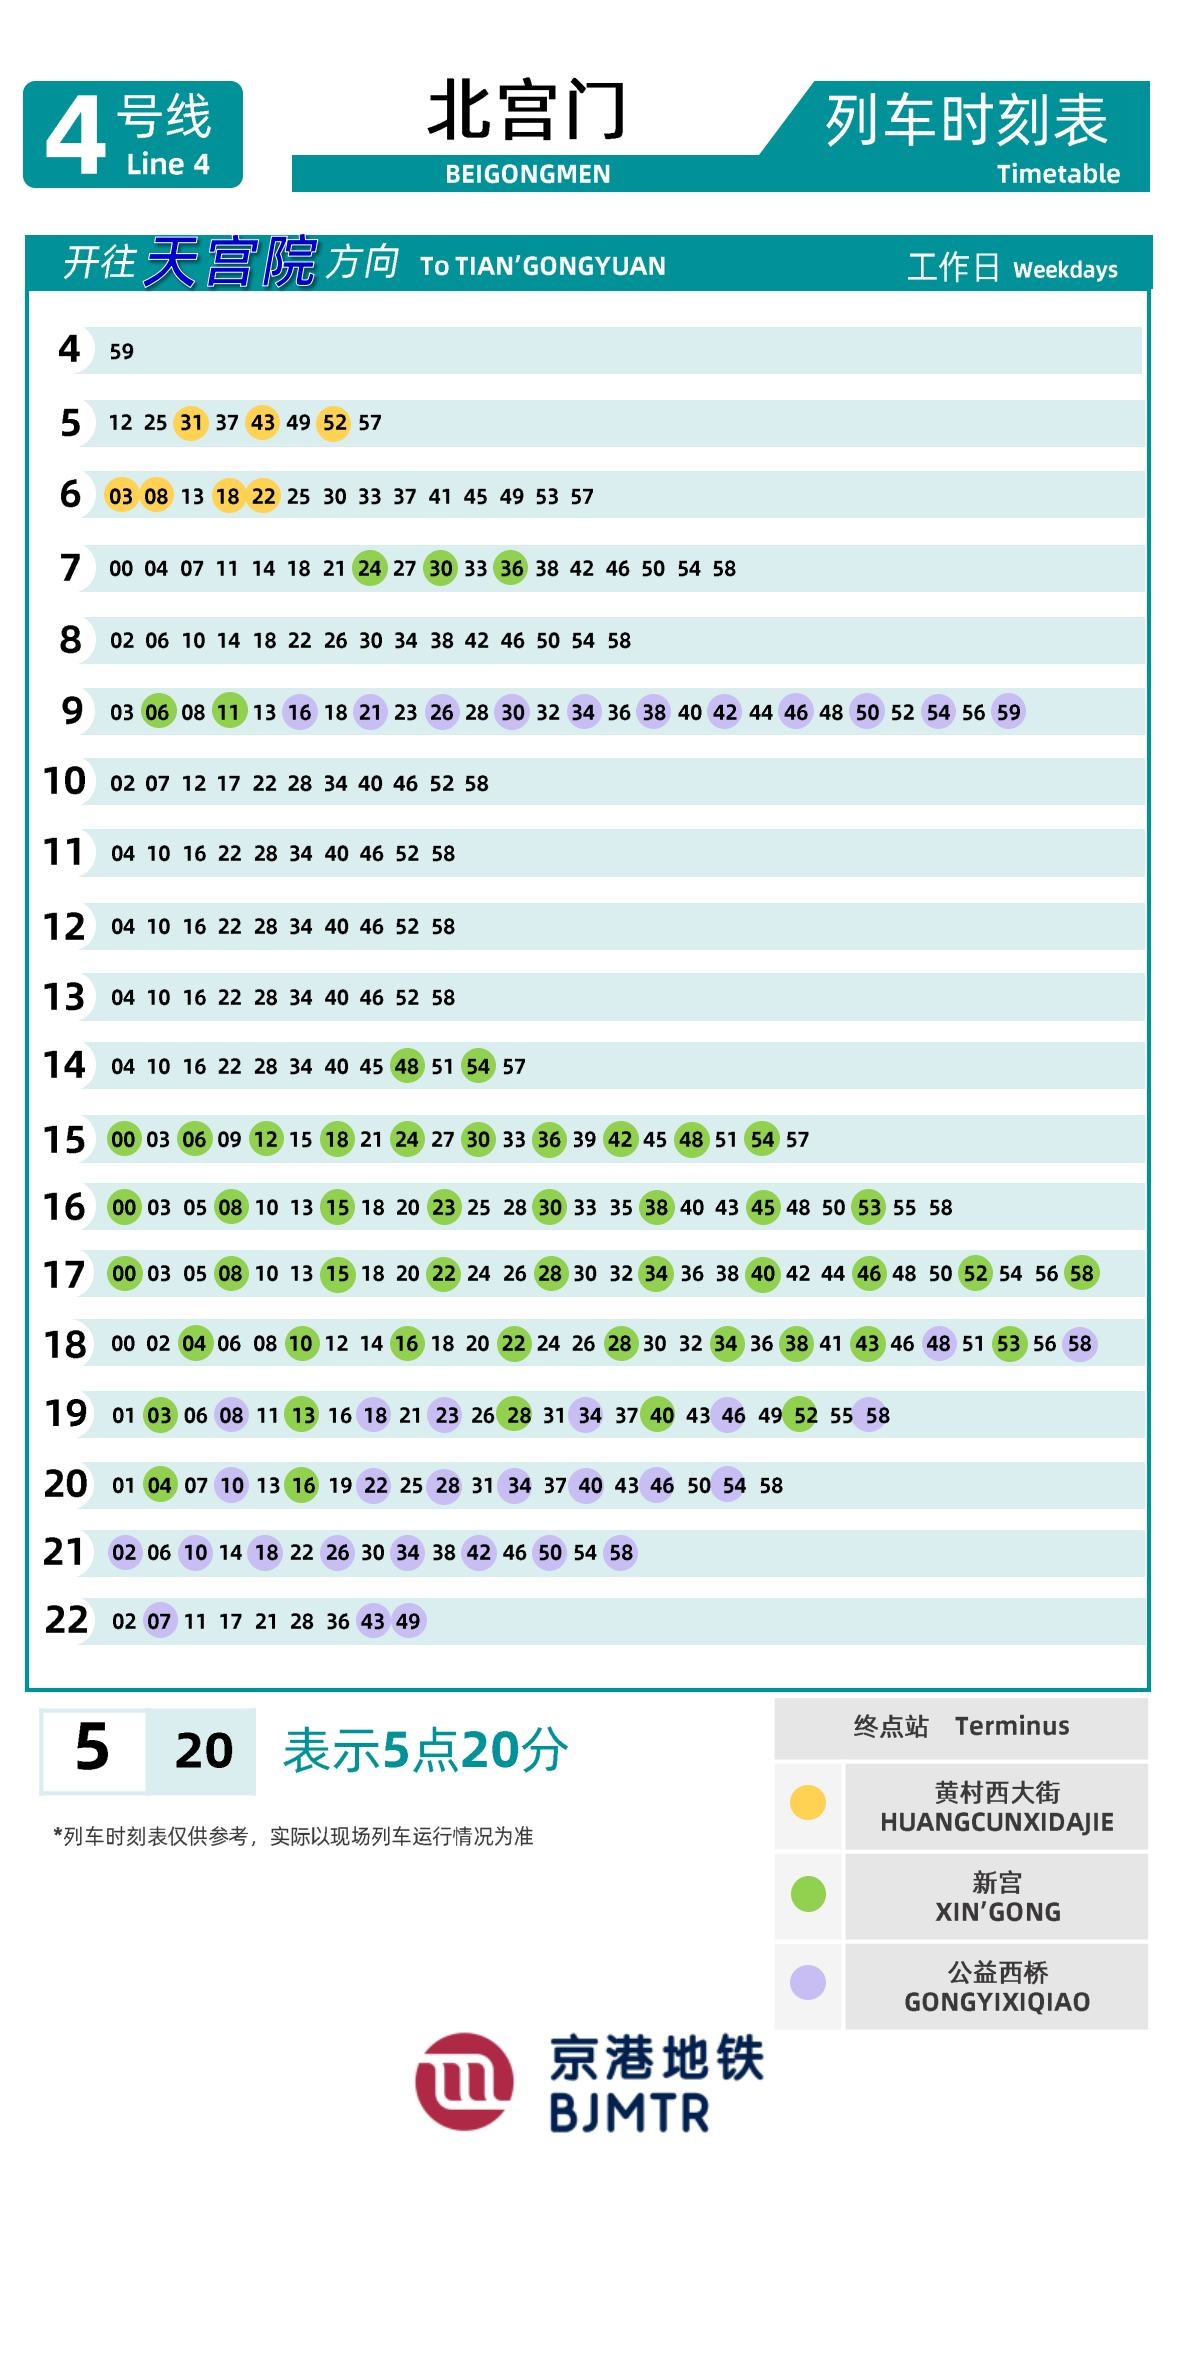 4 号线
Line 4
北宫门
BEIGONGMEN
列车时刻表
Timetable
开往 天宫院 方向 To TIAN’GONGYUAN 工作日 Weekdays
4 59
5 12 25 31 37 43 49 52 57
6 03 08 13 18 22 25 30 33 37 41 45 49 53 57
7 00 04 07 11 14 18 21 24 27 30 33 36 38 42 46 50 54 58
8 02 06 10 14 18 22 26 30 34 38 42 46 50 54 58
9 03 06 08 11 13 16 18 21 23 26 28 30 32 34 36 38 40 42 44 46 48 50 52 54 56 59
10 02 07 12 17 22 28 34 40 46 52 58
11 04 10 16 22 28 34 40 46 52 58
12 04 10 16 22 28 34 40 46 52 58
13 04 10 16 22 28 34 40 46 52 58
14 04 10 16 22 28 34 40 45 48 51 54 57
15 00 03 06 09 12 15 18 21 24 27 30 33 36 39 42 45 48 51 54 57
16 00 03 05 08 10 13 15 18 20 23 25 28 30 33 35 38 40 43 45 48 50 53 55 58
17 00 03 05 08 10 13 15 18 20 22 24 26 28 30 32 34 36 38 40 42 44 46 48 50 52 54 56 58
18 00 02 04 06 08 10 12 14 16 18 20 22 24 26 28 30 32 34 36 38 41 43 46 48 51 53 56 58
19 01 03 06 08 11 13 16 18 21 23 26 28 31 34 37 40 43 46 49 52 55 58
20 01 04 07 10 13 16 19 22 25 28 31 34 37 40 43 46 50 54 58
21 02 06 10 14 18 22 26 30 34 38 42 46 50 54 58
22 02 07 11 17 21 28 36 43 49
5 20 表示5点20分
*列车时刻表仅供参考，实际以现场列车运行情况为准
终点站 Terminus
黄村西大街
HUANGCUNXIDAJIE
新宫
XIN’GONG
公益西桥
GONGYIXIQIAO
京港地铁
BJMTR